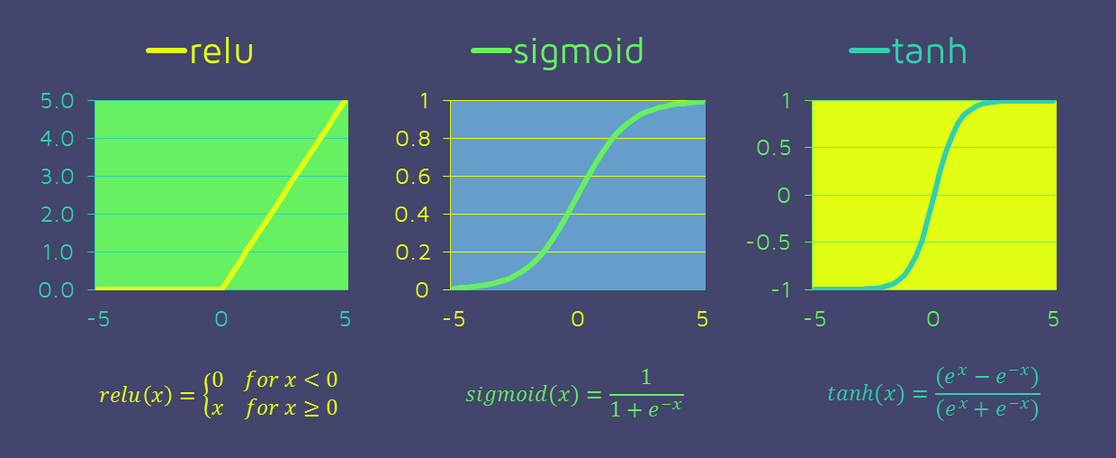 relu
5.0
4.0
3.0
2.0
1.0
0.0
-5 0 5
relu(x) = {0 for x < 0
x for x ≥ 0
sigmoid
1
0.8
0.6
0.4
0.2
0
-5 0 5
sigmoid(x) = 1 / 1 + e^{-x}
tanh
1
0.5
0
-0.5
-1
-5 0 5
tanh(x) = (e^x − e^{-x}) / (e^x + e^{-x})